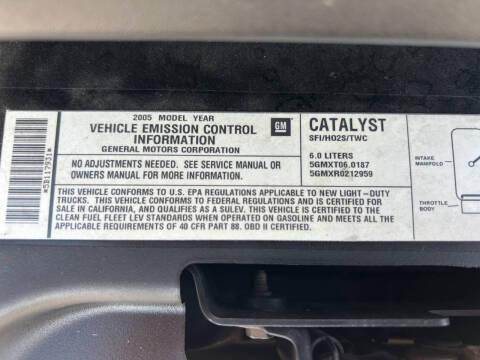 *5B117931*
2005 MODEL YEAR
VEHICLE EMISSION CONTROL
INFORMATION
GENERAL MOTORS CORPORATION
GM
CATALYST
SFI/HO2S/TWC
6.0 LITERS
5GMXT06.0187
5GMXR0212959
NO ADJUSTMENTS NEEDED. SEE SERVICE MANUAL OR
OWNERS MANUAL FOR MORE INFORMATION.
THIS VEHICLE CONFORMS TO U.S. EPA REGULATIONS APPLICABLE TO NEW LIGHT-DUTY
TRUCKS. THIS VEHICLE CONFORMS TO FEDERAL REGULATIONS AND IS CERTIFIED FOR
SALE IN CALIFORNIA, AND QUALIFIES AS A SULEV. THIS VEHICLE CONFORMS TO THE
CLEAN FUEL FLEET LEV STANDARDS WHEN OPERATED ON GASOLINE AND MEETS ALL THE
APPLICABLE REQUIREMENTS OF 40 CFR PART 88. OBD II CERTIFIED.
INTAKE
MANIFOLD
THROTTLE
BODY